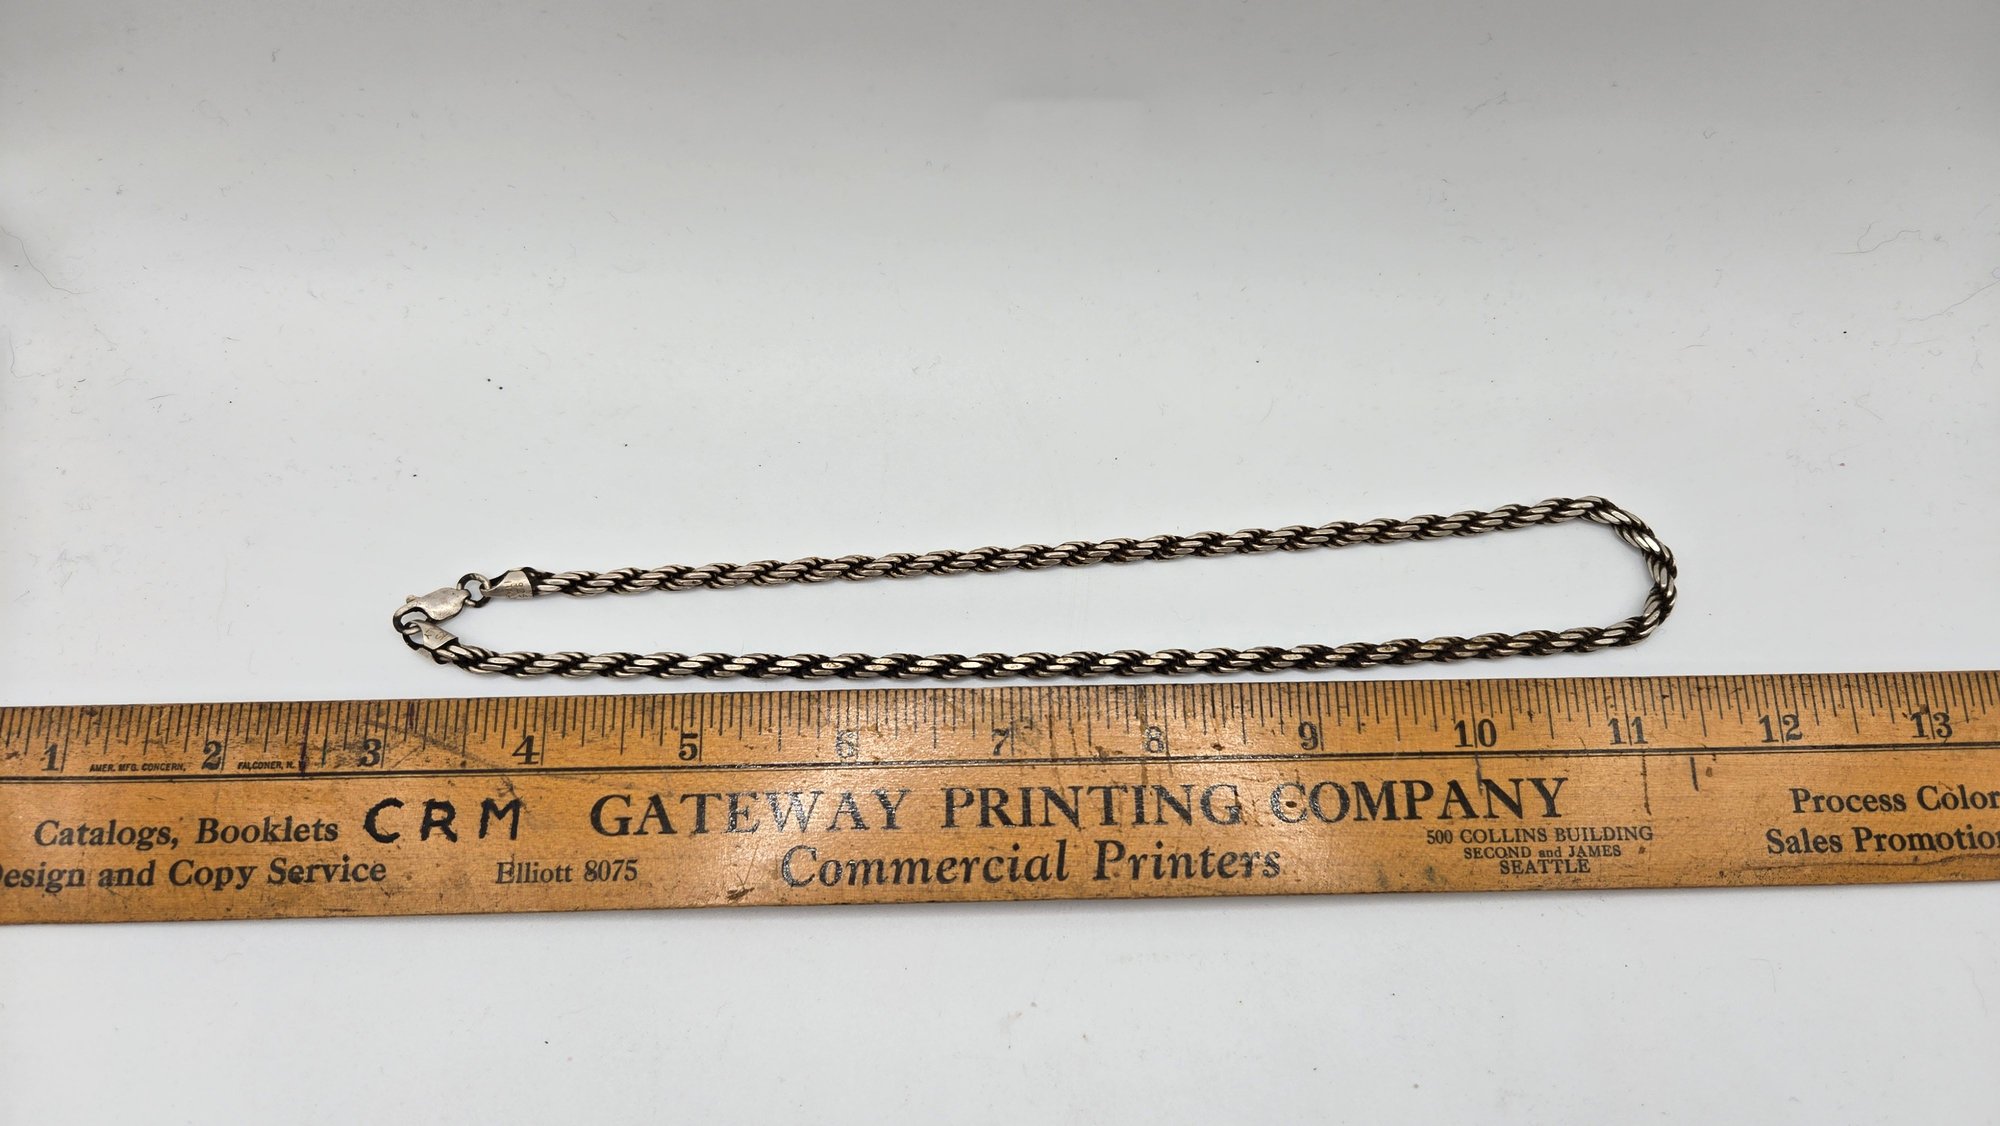 1 2 3 4 5 6 7 8 9 10 11 12 13
AMER. MFG. CONCERN, FALCONER, N.
Catalogs, Booklets
esign and Copy Service
CRM
Elliott 8075
GATEWAY PRINTING COMPANY
Commercial Printers
500 COLLINS BUILDING
SECOND and JAMES
SEATTLE
Process Color
Sales Promotion